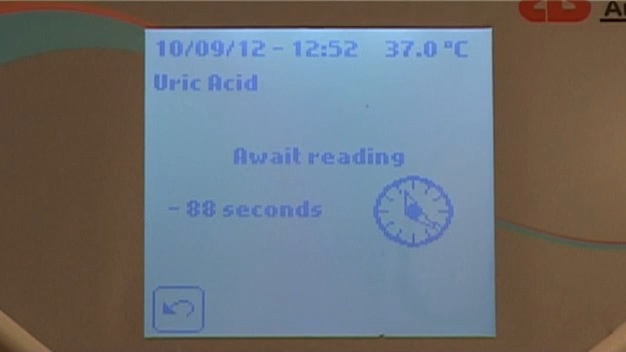 10/09/12 - 12:52 37.0 °C
Uric Acid
Await reading
- 88 seconds